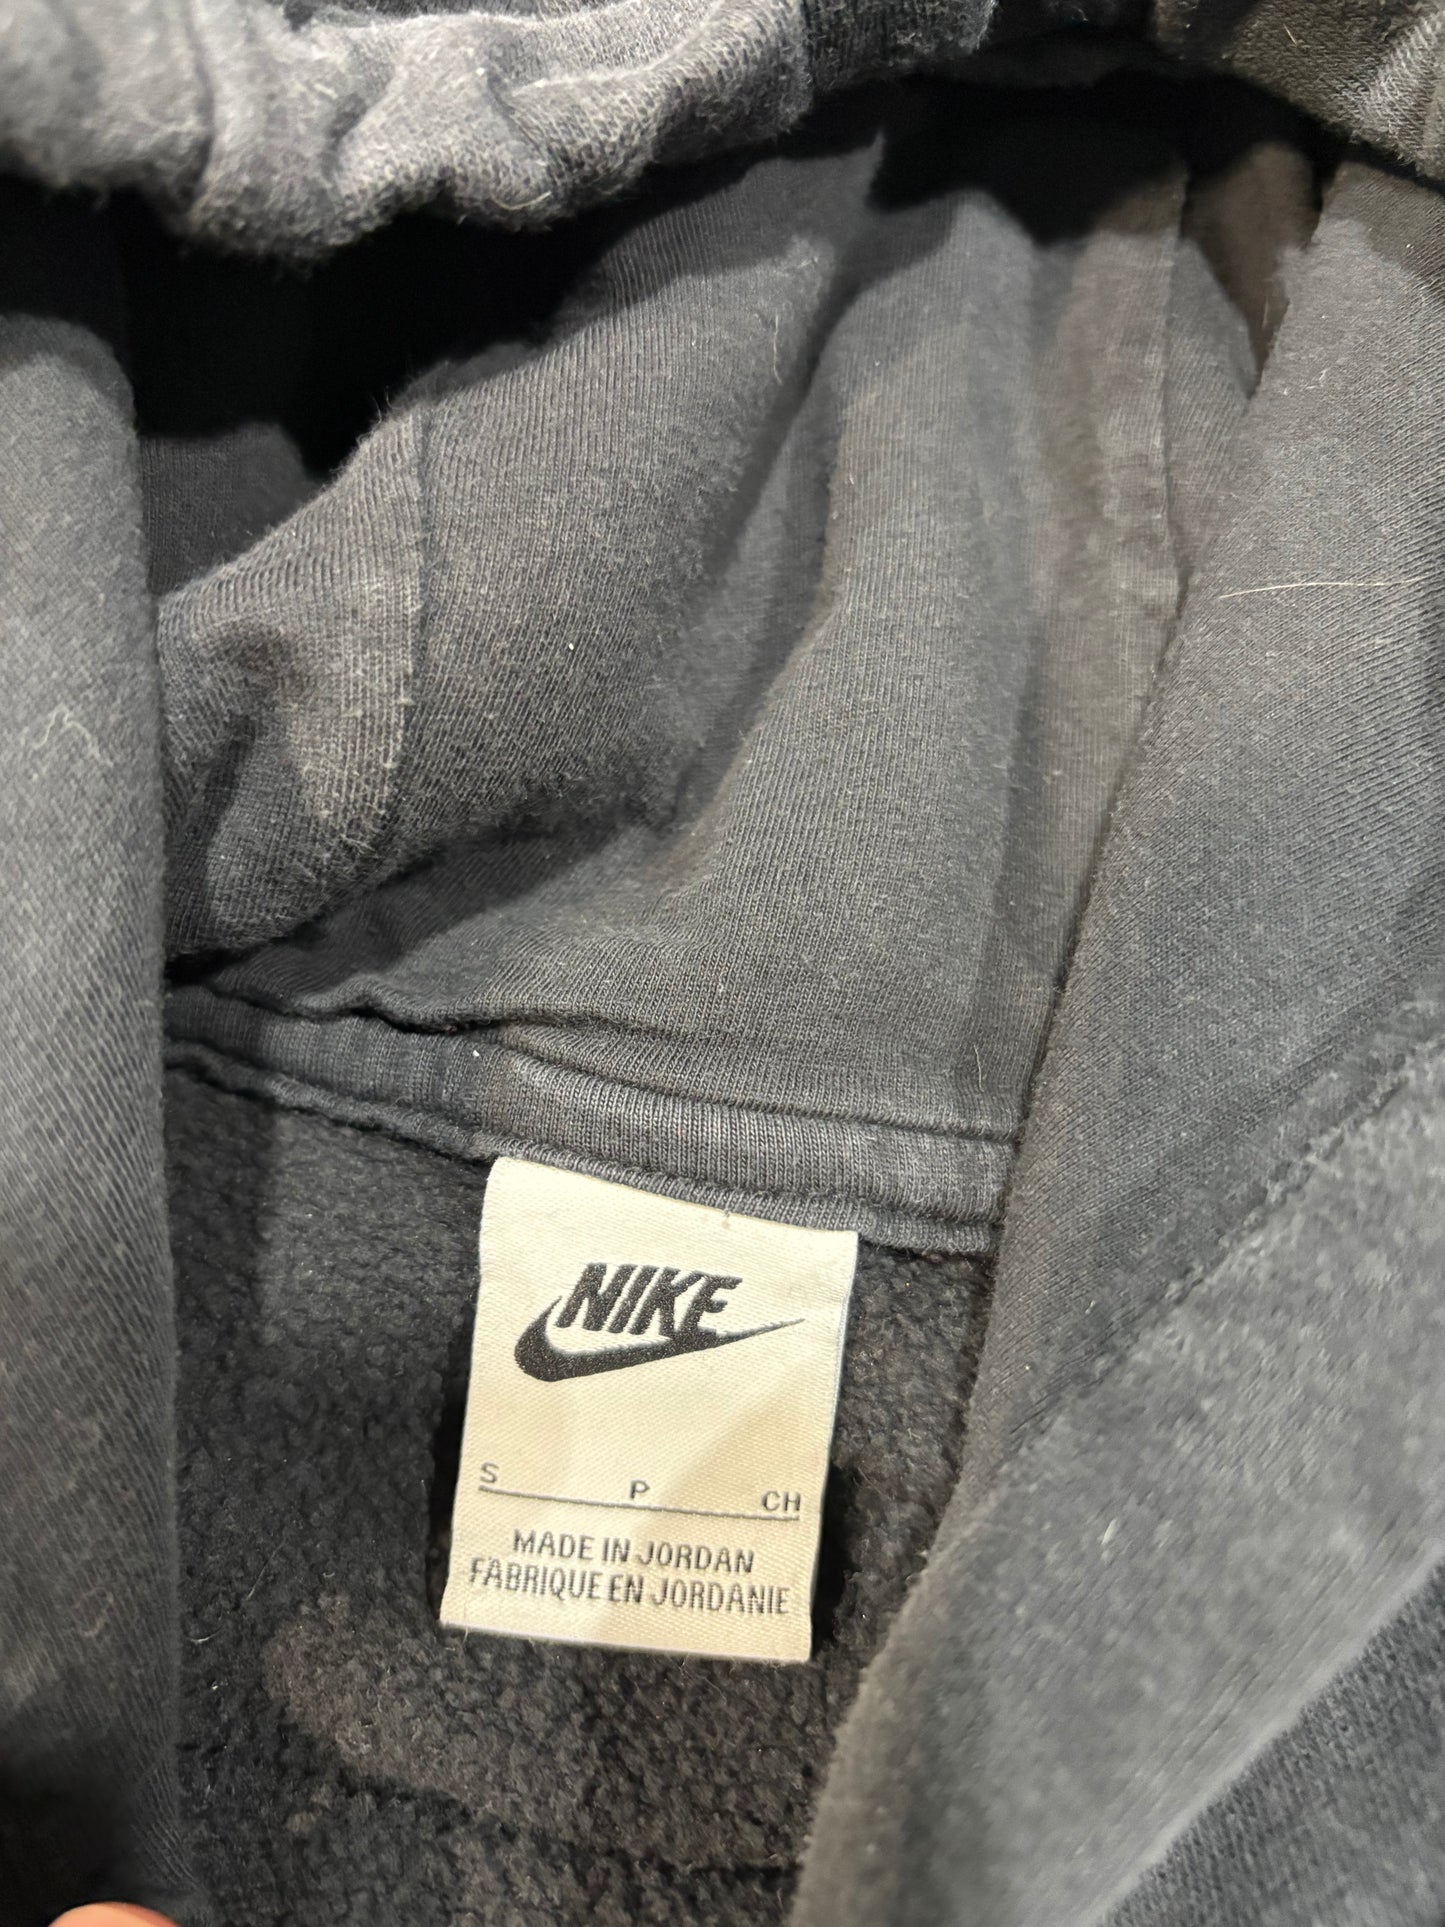 NIKE
S P CH
MADE IN JORDAN
FABRIQUE EN JORDANIE